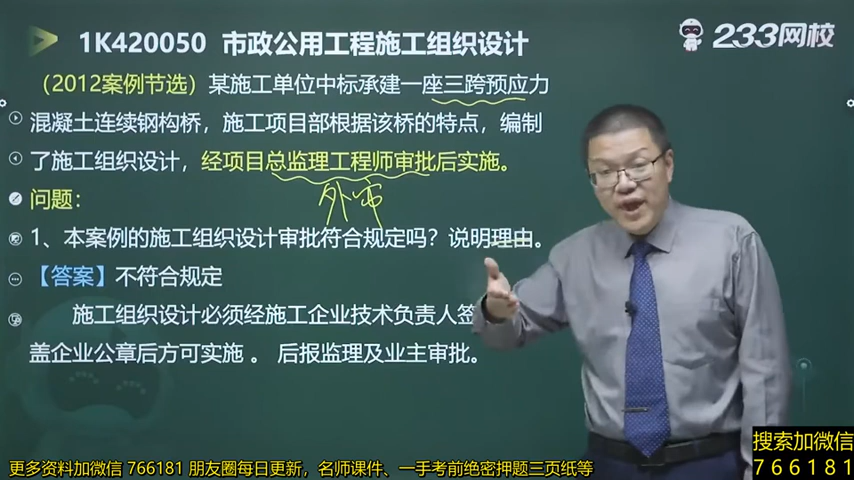 1K420050 市政公用工程施工组织设计
233网校
（2012案例节选）某施工单位中标承建一座三跨预应力
混凝土连续钢构桥，施工项目部根据该桥的特点，编制
了施工组织设计，经项目总监理工程师审批后实施。
外审
问题：
1、本案例的施工组织设计审批符合规定吗？说明理由。
【答案】不符合规定
施工组织设计必须经施工企业技术负责人签
盖企业公章后方可实施 。 后报监理及业主审批。
搜索加微信
766181
更多资料加微信 766181 朋友圈每日更新，名师课件、一手考前绝密押题三页纸等